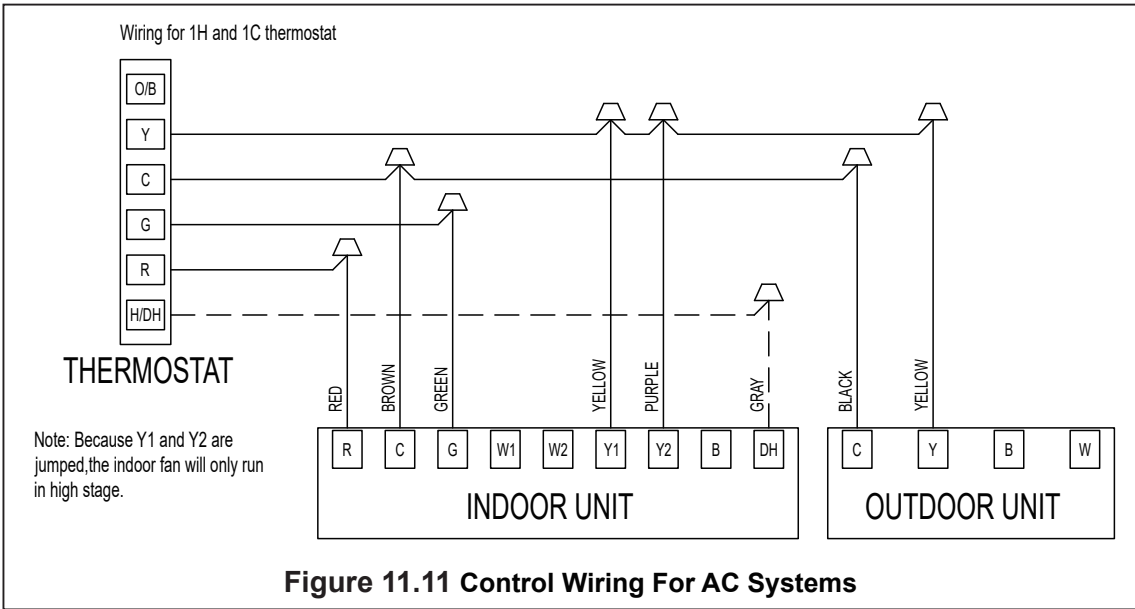 Wiring for 1H and 1C thermostat
O/B
Y
C
G
R
H/DH
THERMOSTAT
Note: Because Y1 and Y2 are
jumped,the indoor fan will only run
in high stage.
RED
BROWN
GREEN
YELLOW
PURPLE
GRAY
BLACK
YELLOW
R C G W1 W2 Y1 Y2 B DH
INDOOR UNIT
C Y B W
OUTDOOR UNIT
Figure 11.11 Control Wiring For AC Systems